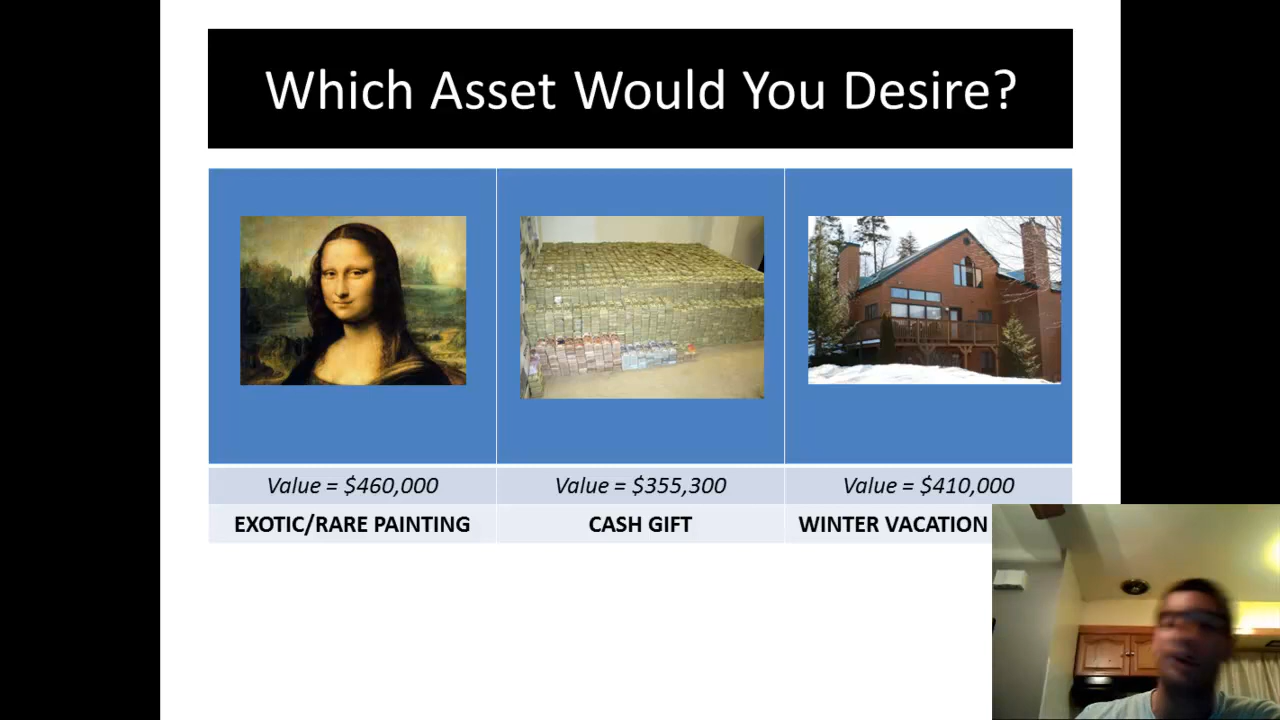 Which Asset Would You Desire?
Value = $460,000 Value = $355,300 Value = $410,000
EXOTIC/RARE PAINTING CASH GIFT WINTER VACATION